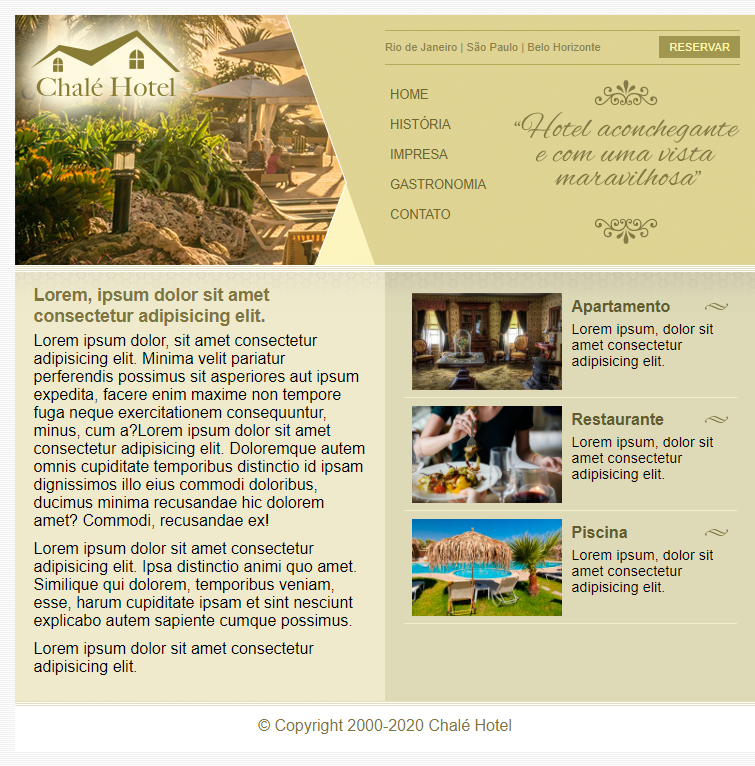 Chalé Hotel
Rio de Janeiro | São Paulo | Belo Horizonte
RESERVAR
HOME
HISTÓRIA
IMPRESA
GASTRONOMIA
CONTATO
“Hotel aconchegante
e com uma vista
maravilhosa”
Lorem, ipsum dolor sit amet
consectetur adipisicing elit.
Lorem ipsum dolor, sit amet consectetur
adipisicing elit. Minima velit pariatur
perferendis possimus sit asperiores aut ipsum
expedita, facere enim maxime non tempore
fuga neque exercitationem consequuntur,
minus, cum a?Lorem ipsum dolor sit amet
consectetur adipisicing elit. Doloremque autem
omnis cupiditate temporibus distinctio id ipsam
dignissimos illo eius commodi doloribus,
ducimus minima recusandae hic dolorem
amet? Commodi, recusandae ex!
Lorem ipsum dolor sit amet consectetur
adipisicing elit. Ipsa distinctio animi quo amet.
Similique qui dolorem, temporibus veniam,
esse, harum cupiditate ipsam et sint nesciunt
explicabo autem sapiente cumque possimus.
Lorem ipsum dolor sit amet consectetur
adipisicing elit.
Apartamento
Lorem ipsum, dolor sit
amet consectetur
adipisicing elit.
Restaurante
Lorem ipsum, dolor sit
amet consectetur
adipisicing elit.
Piscina
Lorem ipsum, dolor sit
amet consectetur
adipisicing elit.
© Copyright 2000-2020 Chalé Hotel